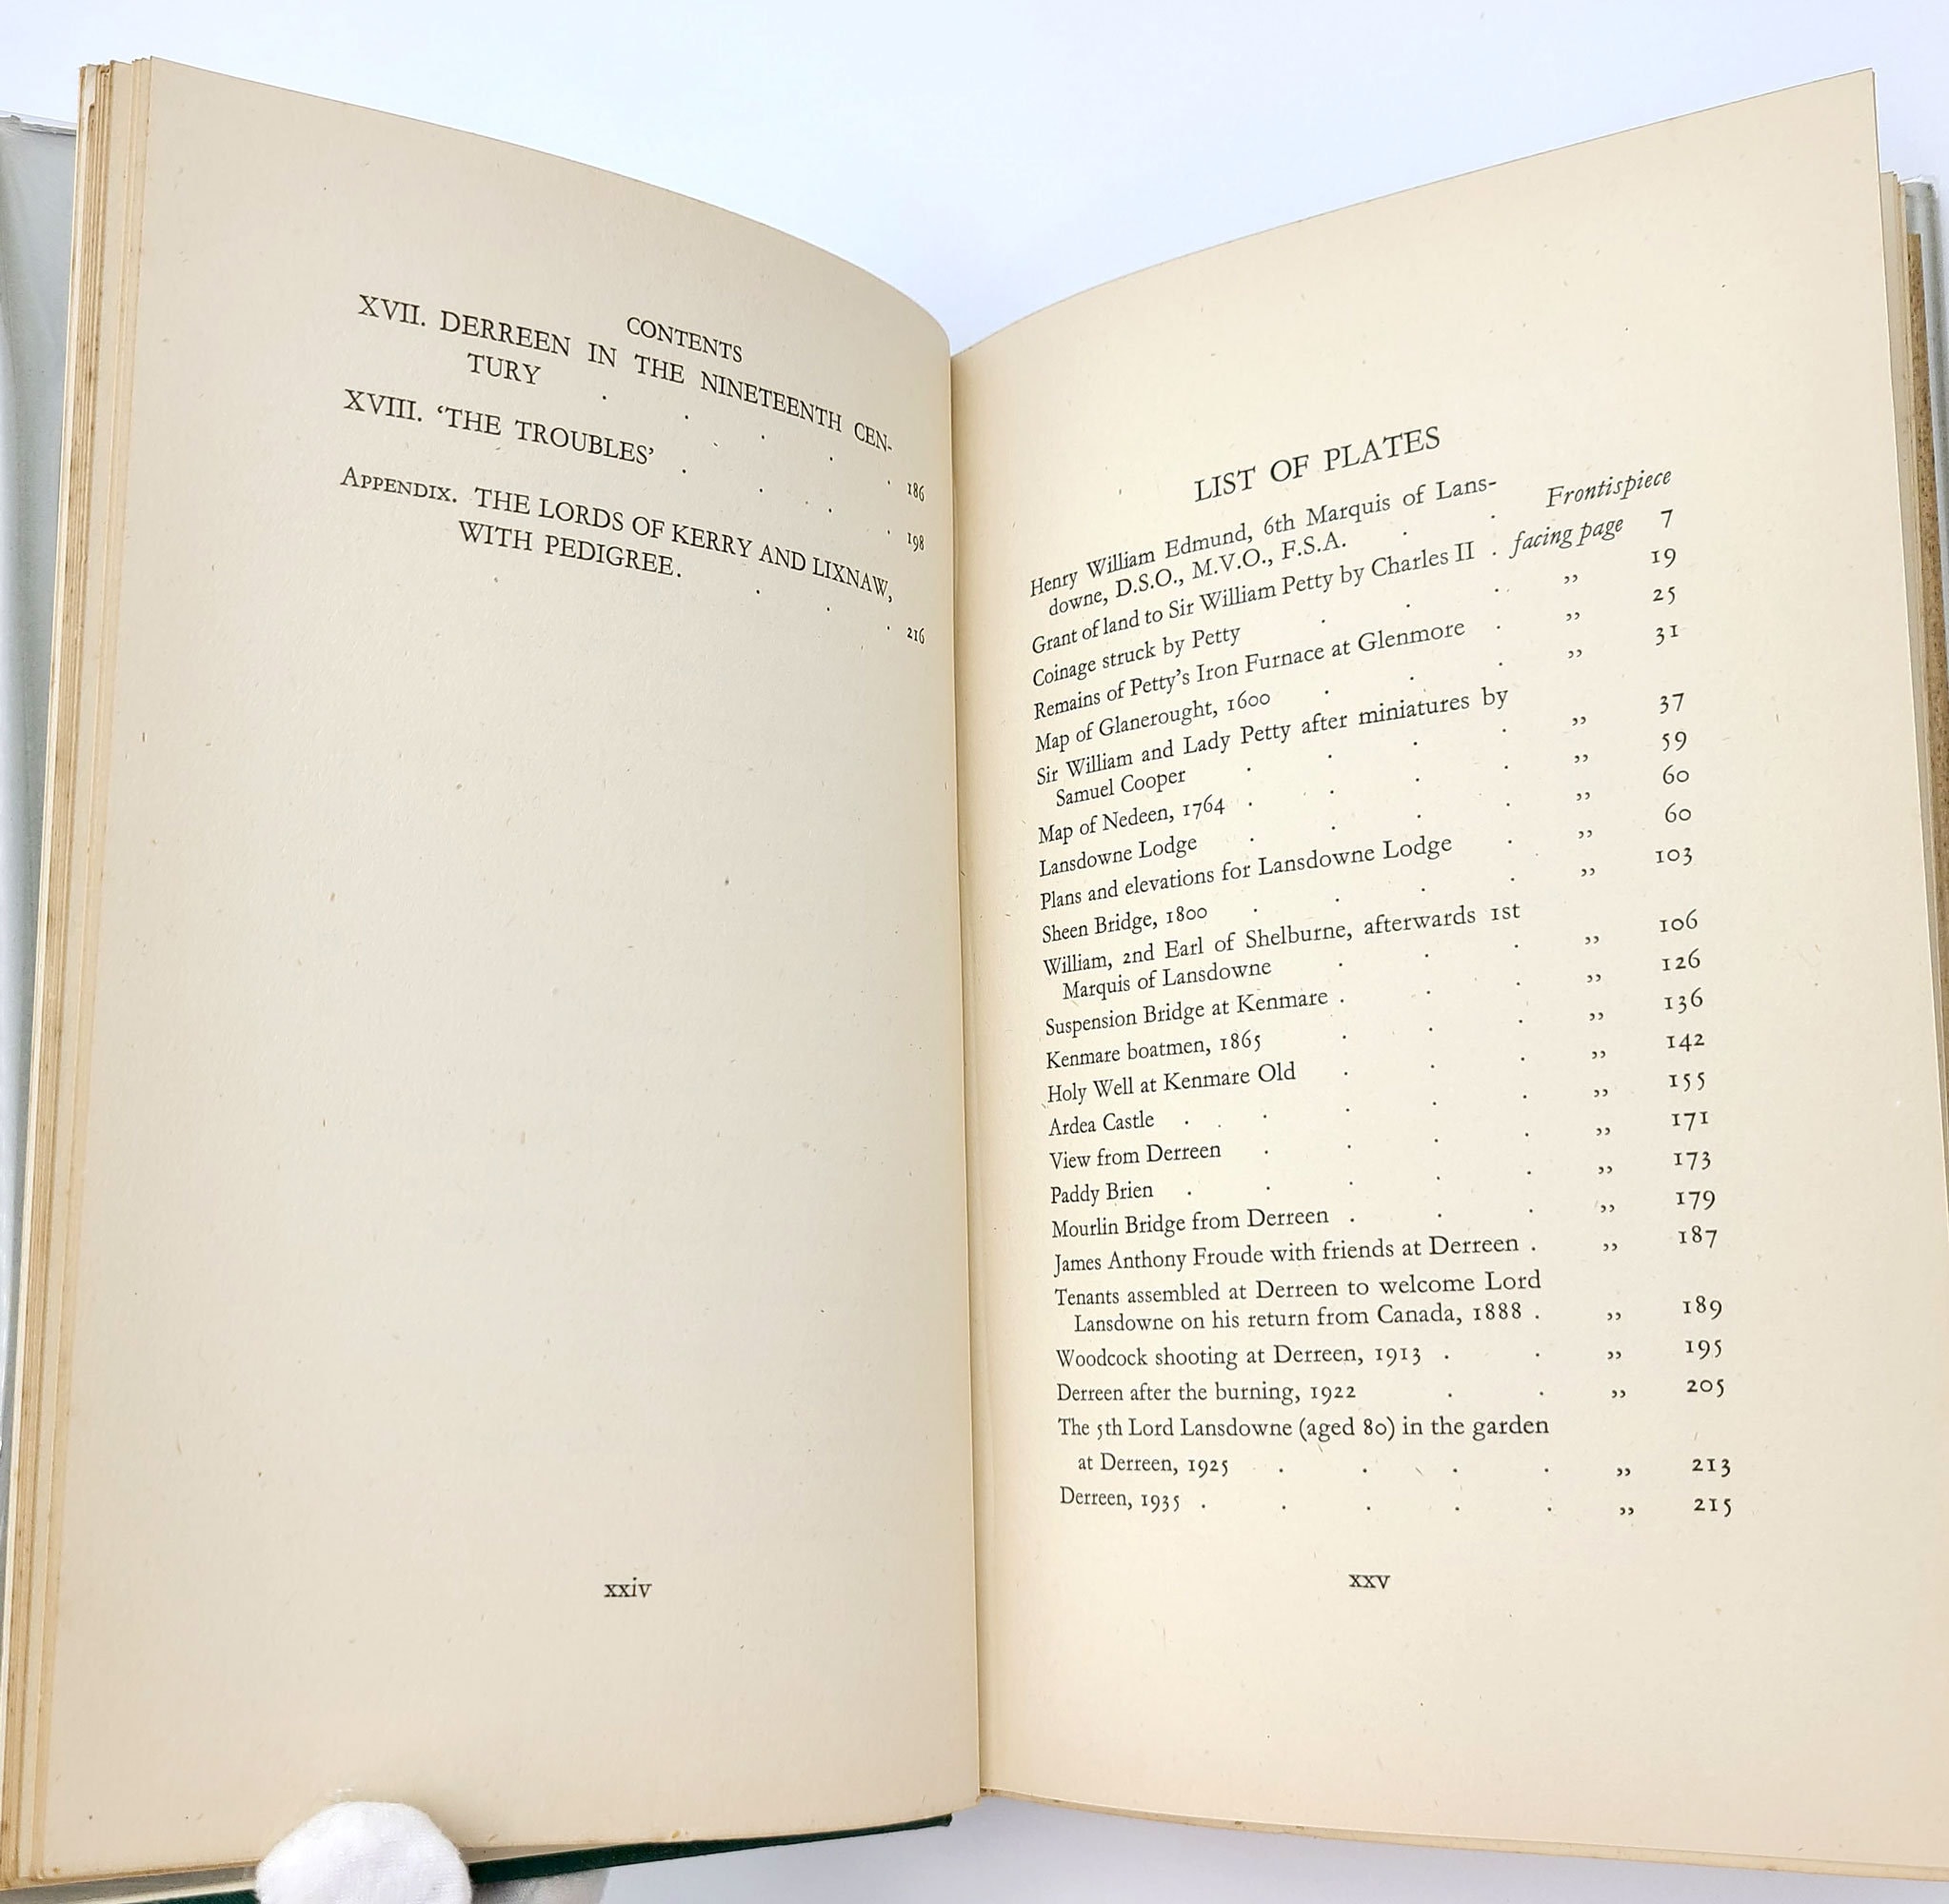 CONTENTS
XVII. DERREEN IN THE NINETEENTH CEN-
TURY . . . . . 186
XVIII. ‘THE TROUBLES’ . . . . 198
APPENDIX. THE LORDS OF KERRY AND LIXNAW,
WITH PEDIGREE. . . . 216
xxiv
LIST OF PLATES
Henry William Edmund, 6th Marquis of Lans-
downe, D.S.O., M.V.O., F.S.A. . . Frontispiece
Grant of land to Sir William Petty by Charles II . facing page 7
Coinage struck by Petty . . . ,, 19
Remains of Petty’s Iron Furnace at Glenmore . ,, 25
Map of Glanerought, 1600 . . . ,, 31
Sir William and Lady Petty after miniatures by
Samuel Cooper . . . . ,, 37
Map of Nedeen, 1764 . . . . ,, 59
Lansdowne Lodge . . . . ,, 60
Plans and elevations for Lansdowne Lodge . ,, 60
Sheen Bridge, 1800 . . . . ,, 103
William, 2nd Earl of Shelburne, afterwards 1st
Marquis of Lansdowne . . . ,, 106
Suspension Bridge at Kenmare . . . ,, 126
Kenmare boatmen, 1865 . . . ,, 136
Holy Well at Kenmare Old . . . ,, 142
Ardea Castle . . . . . ,, 155
View from Derreen . . . . ,, 171
Paddy Brien . . . . . ,, 173
Mourlin Bridge from Derreen . . . ,, 179
James Anthony Froude with friends at Derreen . ,, 187
Tenants assembled at Derreen to welcome Lord
Lansdowne on his return from Canada, 1888 . ,, 189
Woodcock shooting at Derreen, 1913 . . ,, 195
Derreen after the burning, 1922 . . ,, 205
The 5th Lord Lansdowne (aged 80) in the garden
at Derreen, 1925 . . . . ,, 213
Derreen, 1935 . . . . . ,, 215
xxv